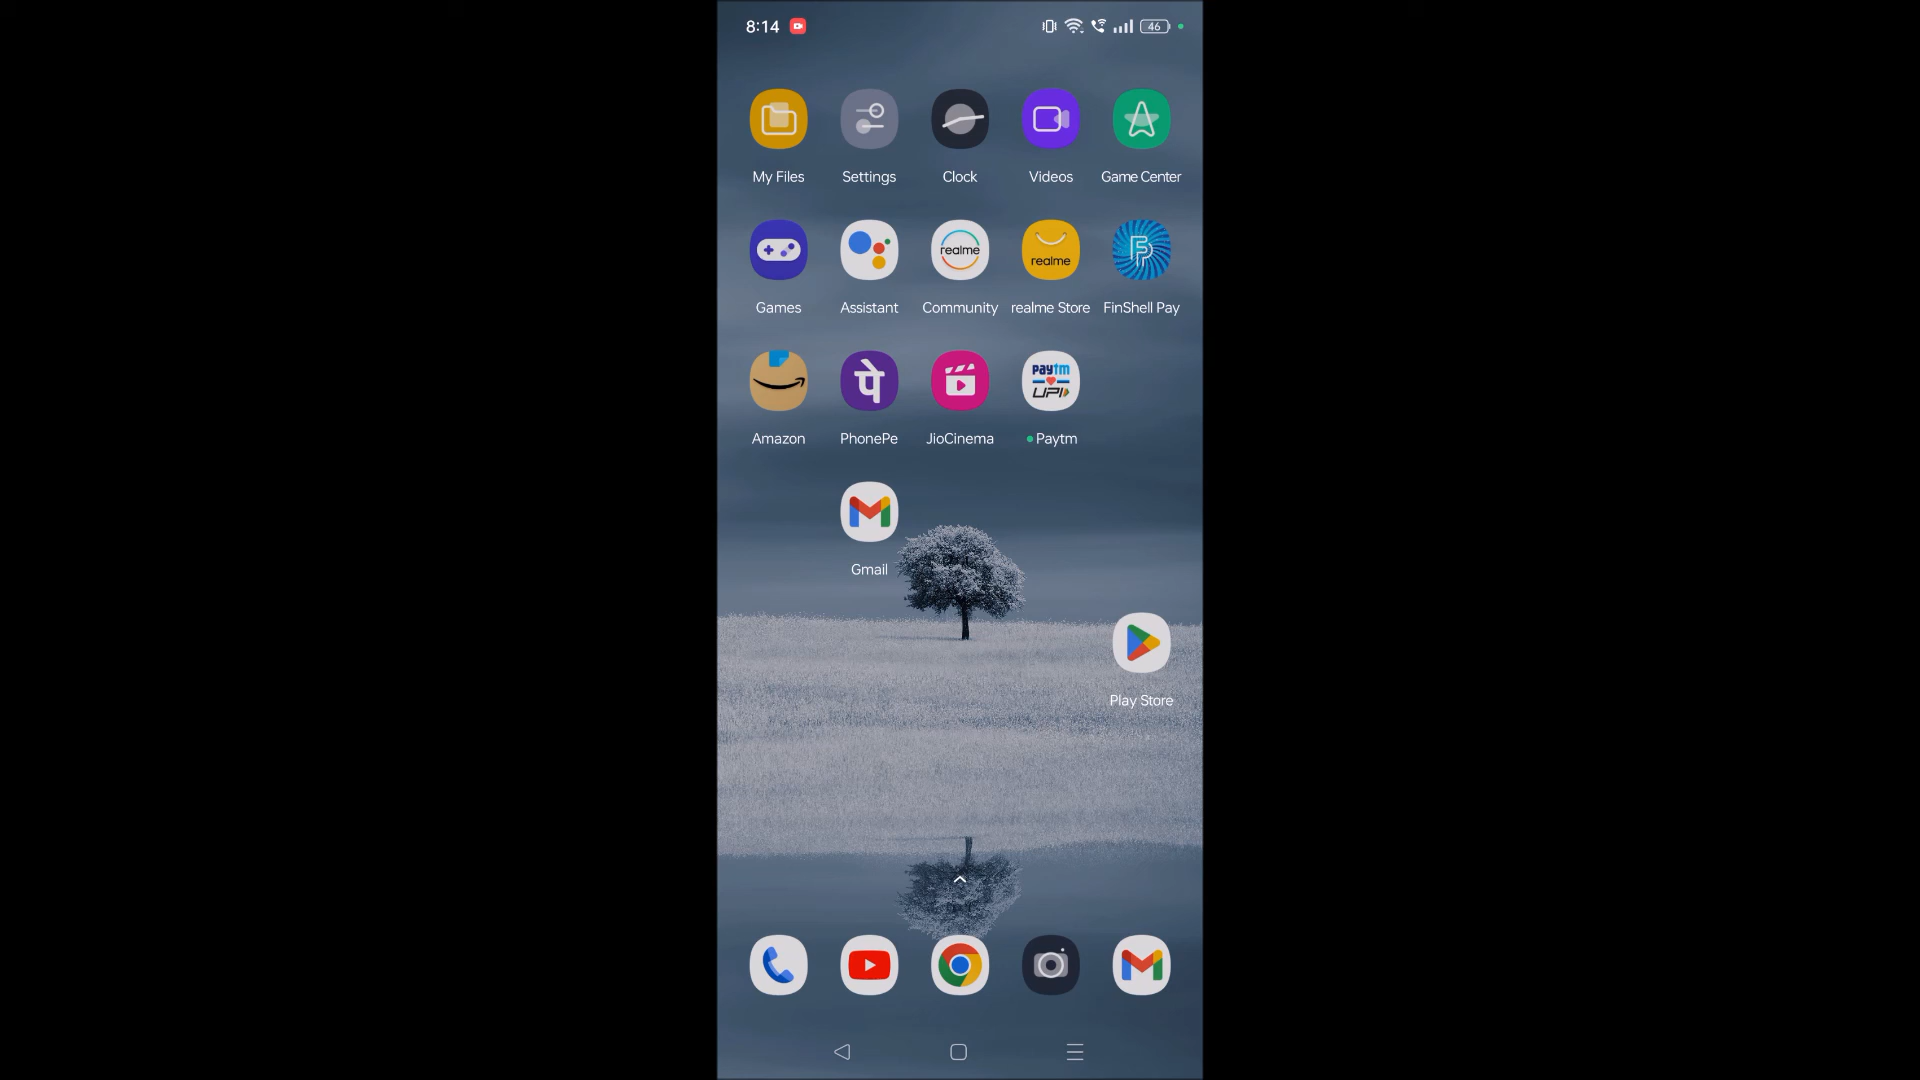 8:14
46
My Files Settings Clock Videos Game Center
realme realme
Games Assistant Community realme Store FinShell Pay
पे paytm
UPI
Amazon PhonePe JioCinema Paytm
Gmail
Play Store